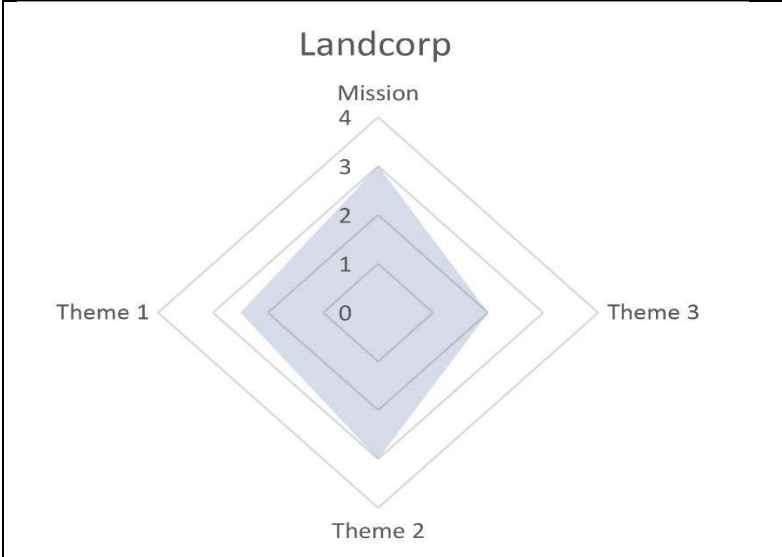 Landcorp
Mission
4
3
2
1
Theme 1
0
Theme 3
Theme 2